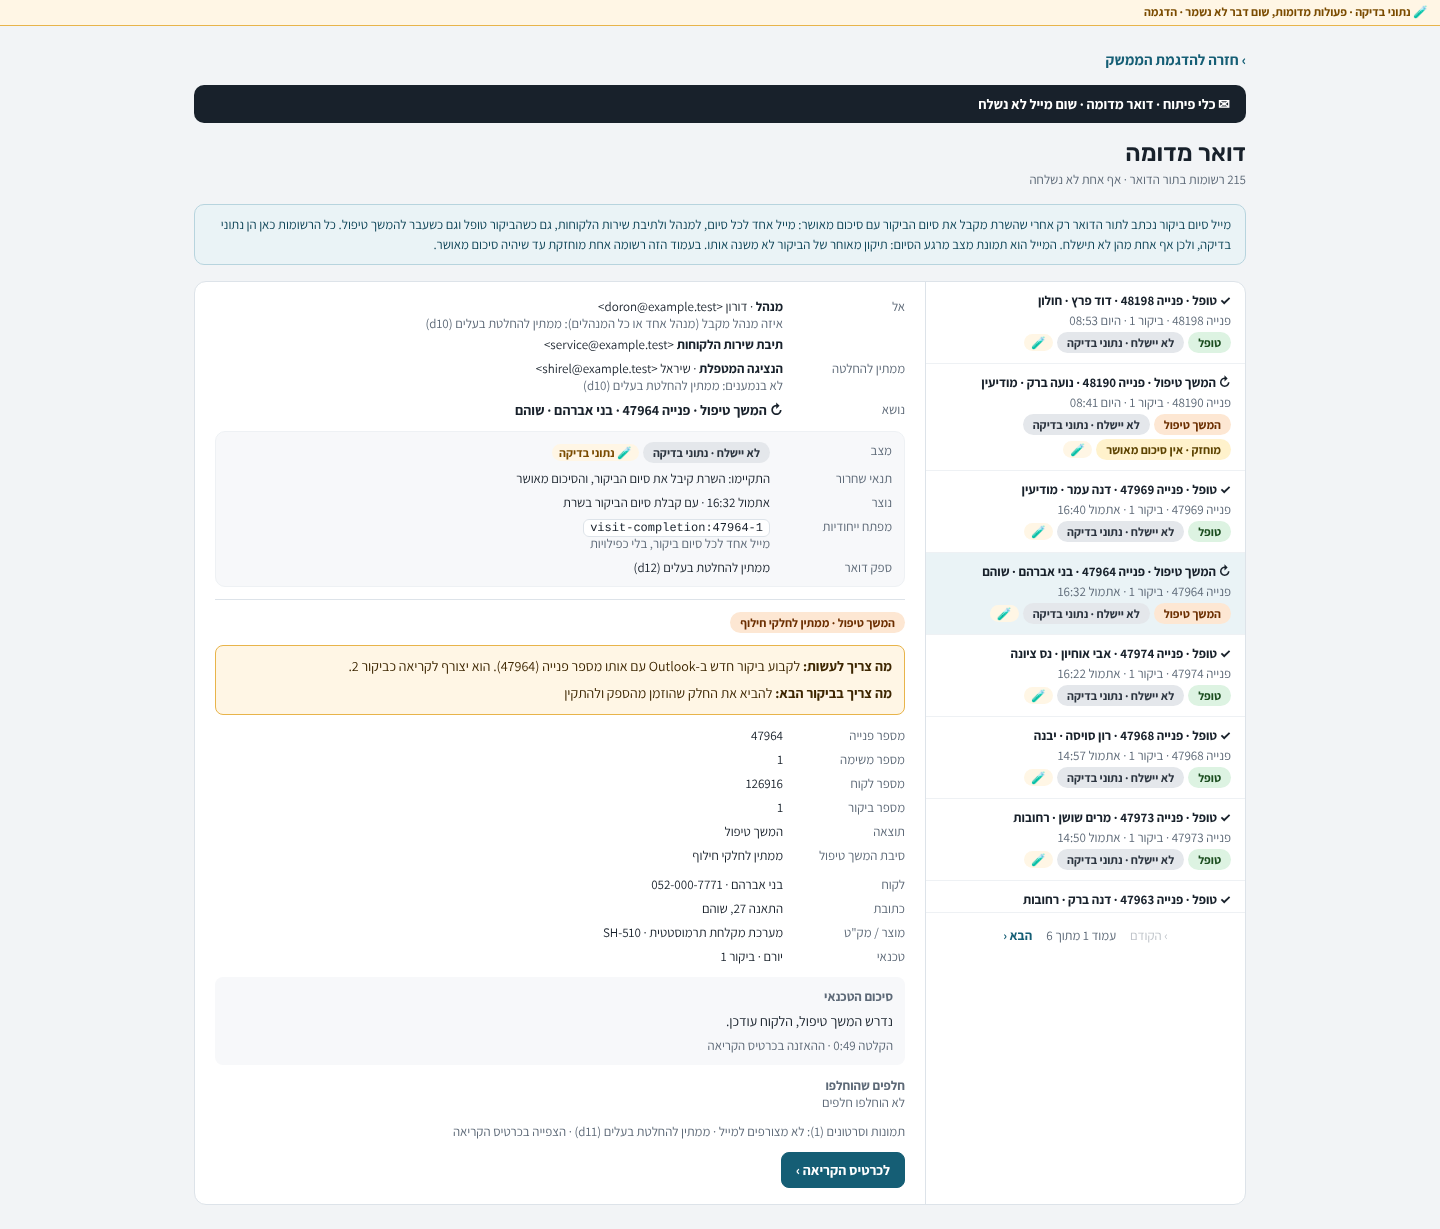 🧪 נתוני בדיקה · פעולות מדומות, שום דבר לא נשמר · הדגמה
› חזרה להדגמת הממשק
✉ כלי פיתוח · דואר מדומה · שום מייל לא נשלח
דואר מדומה
215 רשומות בתור הדואר · אף אחת לא נשלחה
מייל סיום ביקור נכתב לתור הדואר רק אחרי שהשרת מקבל את סיום הביקור עם סיכום מאושר: מייל אחד לכל סיום, למנהל ולתיבת שירות הלקוחות, גם כשהביקור טופל וגם כשעבר להמשך טיפול. כל הרשומות כאן הן נתוני
בדיקה, ולכן אף אחת מהן לא תישלח. המייל הוא תמונת מצב מרגע הסיום: תיקון מאוחר של הביקור לא משנה אותו. בעמוד הזה רשומה אחת מוחזקת עד שיהיה סיכום מאושר.
✓ טופל · פנייה 48198 · דוד פרץ · חולון
פנייה 48198 · ביקור 1 · היום 08:53
טופל לא יישלח · נתוני בדיקה 🧪
↻ המשך טיפול · פנייה 48190 · נועה ברק · מודיעין
פנייה 48190 · ביקור 1 · היום 08:41
המשך טיפול לא יישלח · נתוני בדיקה
מוחזק · אין סיכום מאושר 🧪
✓ טופל · פנייה 47969 · דנה עמר · מודיעין
פנייה 47969 · ביקור 1 · אתמול 16:40
טופל לא יישלח · נתוני בדיקה 🧪
↻ המשך טיפול · פנייה 47964 · בני אברהם · שוהם
פנייה 47964 · ביקור 1 · אתמול 16:32
המשך טיפול לא יישלח · נתוני בדיקה 🧪
✓ טופל · פנייה 47974 · אבי אוחיון · נס ציונה
פנייה 47974 · ביקור 1 · אתמול 16:22
טופל לא יישלח · נתוני בדיקה 🧪
✓ טופל · פנייה 47968 · רון סויסה · יבנה
פנייה 47968 · ביקור 1 · אתמול 14:57
טופל לא יישלח · נתוני בדיקה 🧪
✓ טופל · פנייה 47973 · מרים ששון · רחובות
פנייה 47973 · ביקור 1 · אתמול 14:50
טופל לא יישלח · נתוני בדיקה 🧪
✓ טופל · פנייה 47963 · דנה ברק · רחובות
› הקודם עמוד 1 מתוך 6 הבא ‹
אל מנהל · דורון <doron@example.test>
איזה מנהל מקבל (מנהל אחד או כל המנהלים): ממתין להחלטת בעלים (d10)
תיבת שירות הלקוחות <service@example.test>
ממתין להחלטה הנציגה המטפלת · שיראל <shirel@example.test>
לא בנמענים: ממתין להחלטת בעלים (d10)
נושא ↻ המשך טיפול · פנייה 47964 · בני אברהם · שוהם
מצב לא יישלח · נתוני בדיקה 🧪 נתוני בדיקה
תנאי שחרור התקיימו: השרת קיבל את סיום הביקור, והסיכום מאושר
נוצר אתמול 16:32 · עם קבלת סיום הביקור בשרת
מפתח ייחודיות visit-completion:47964-1
מייל אחד לכל סיום ביקור, בלי כפילויות
ספק דואר ממתין להחלטת בעלים (d12)
המשך טיפול · ממתין לחלקי חילוף
מה צריך לעשות: לקבוע ביקור חדש ב-Outlook עם אותו מספר פנייה (47964). הוא יצורף לקריאה כביקור 2.
מה צריך בביקור הבא: להביא את החלק שהוזמן מהספק ולהתקין
מספר פנייה 47964
מספר משימה 1
מספר לקוח 126916
מספר ביקור 1
תוצאה המשך טיפול
סיבת המשך טיפול ממתין לחלקי חילוף
לקוח בני אברהם · 052-000-7771
כתובת התאנה 27, שוהם
מוצר / מק"ט מערכת מקלחת תרמוסטטית · SH-510
טכנאי יורם · ביקור 1
סיכום הטכנאי
נדרש המשך טיפול, הלקוח עודכן.
הקלטה 0:49 · ההאזנה בכרטיס הקריאה
חלפים שהוחלפו
לא הוחלפו חלפים
תמונות וסרטונים (1): לא מצורפים למייל · ממתין להחלטת בעלים (d11) · הצפייה בכרטיס הקריאה
לכרטיס הקריאה ‹